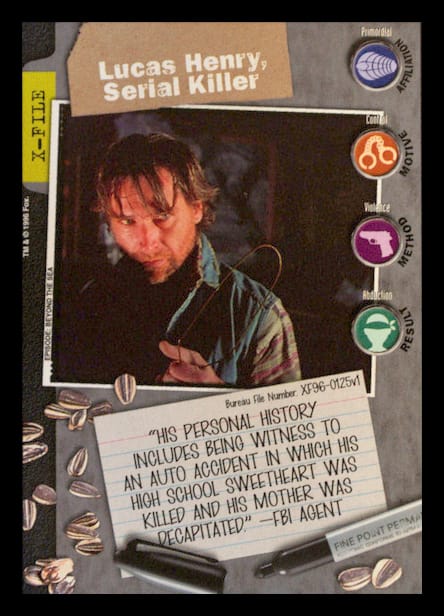 Lucas Henry,
Serial Killer
X-FILE
TM & © 1996 Fox.
EPISODE: BEYOND THE SEA
Primordial
AFFILIATION
Control
MOTIVE
Violence
METHOD
Abduction
RESULT
Bureau File Number: XF96-0125v1
"HIS PERSONAL HISTORY
INCLUDES BEING WITNESS TO
AN AUTO ACCIDENT IN WHICH HIS
HIGH SCHOOL SWEETHEART WAS
KILLED AND HIS MOTHER WAS
DECAPITATED." —FBI AGENT
FINE POINT PERMA